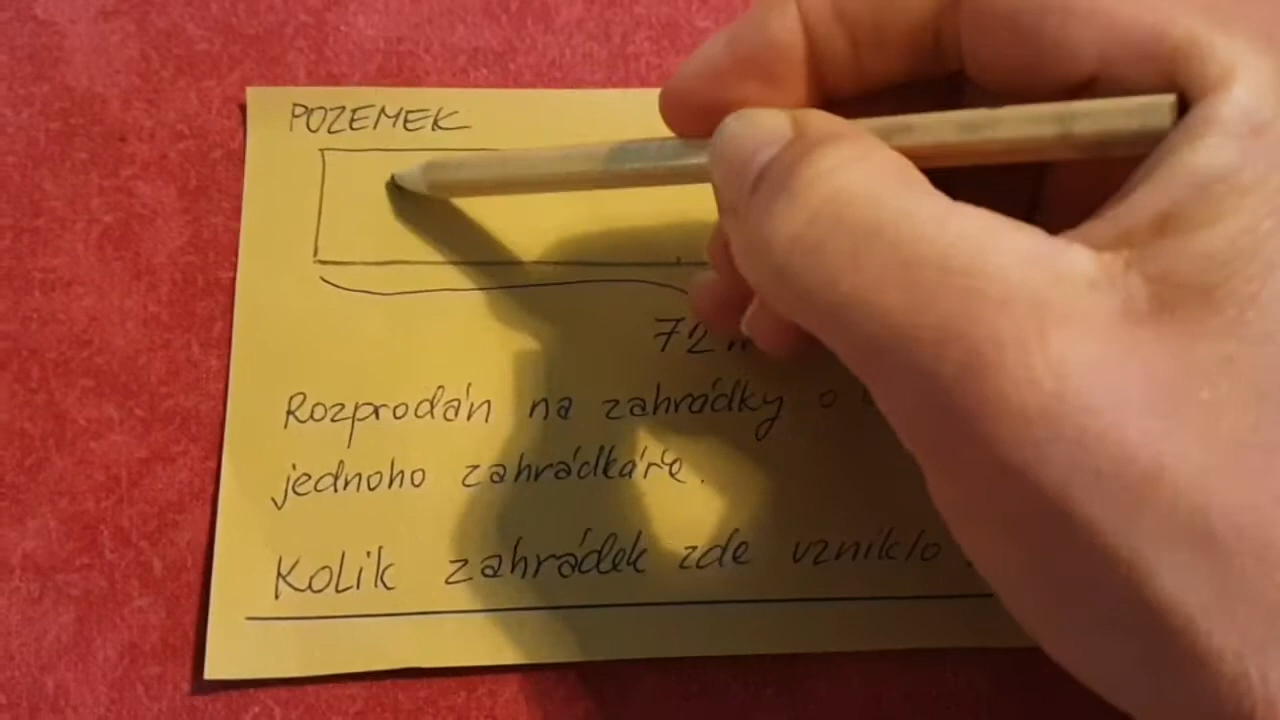 POZEMEK
72
Rozprodán na zahrádky o
jednoho zahrádkáře.
KOLIK zahrádek zde vzniklo